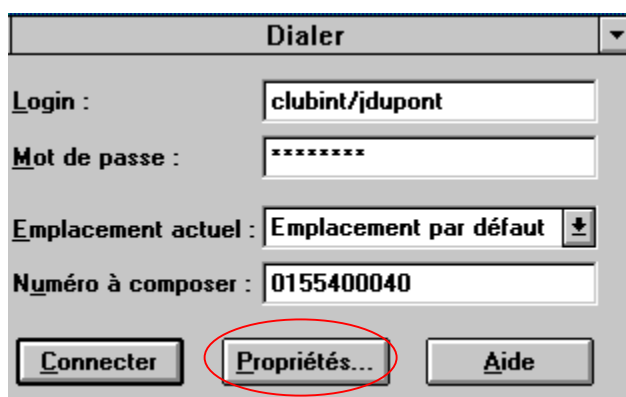 Dialer
Login : clubint/jdupont
Mot de passe : ********
Emplacement actuel : Emplacement par défaut
Numéro à composer : 0155400040
Connecter Propriétés... Aide